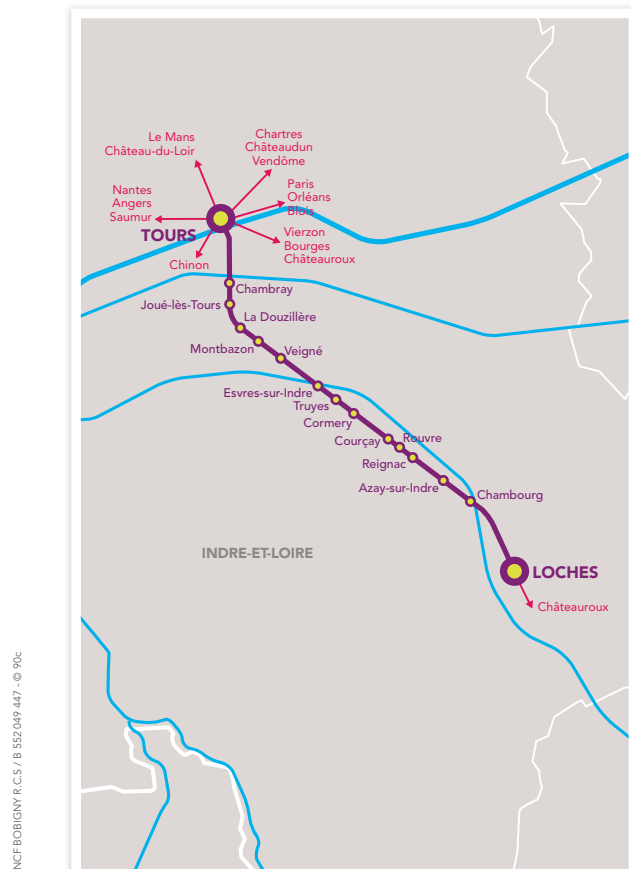 Le Mans
Château-du-Loir
Chartres
Châteaudun
Vendôme
Nantes
Angers
Saumur
Paris
Orléans
Blois
TOURS
Vierzon
Bourges
Châteauroux
Chinon
Chambray
Joué-lès-Tours
La Douzillère
Montbazon
Veigné
Esvres-sur-Indre
Truyes
Cormery
Courçay
Rouvre
Reignac
Azay-sur-Indre
Chambourg
INDRE-ET-LOIRE
LOCHES
Châteauroux
NCF BOBIGNY R.C.S / B 552 049 447 - © 90c